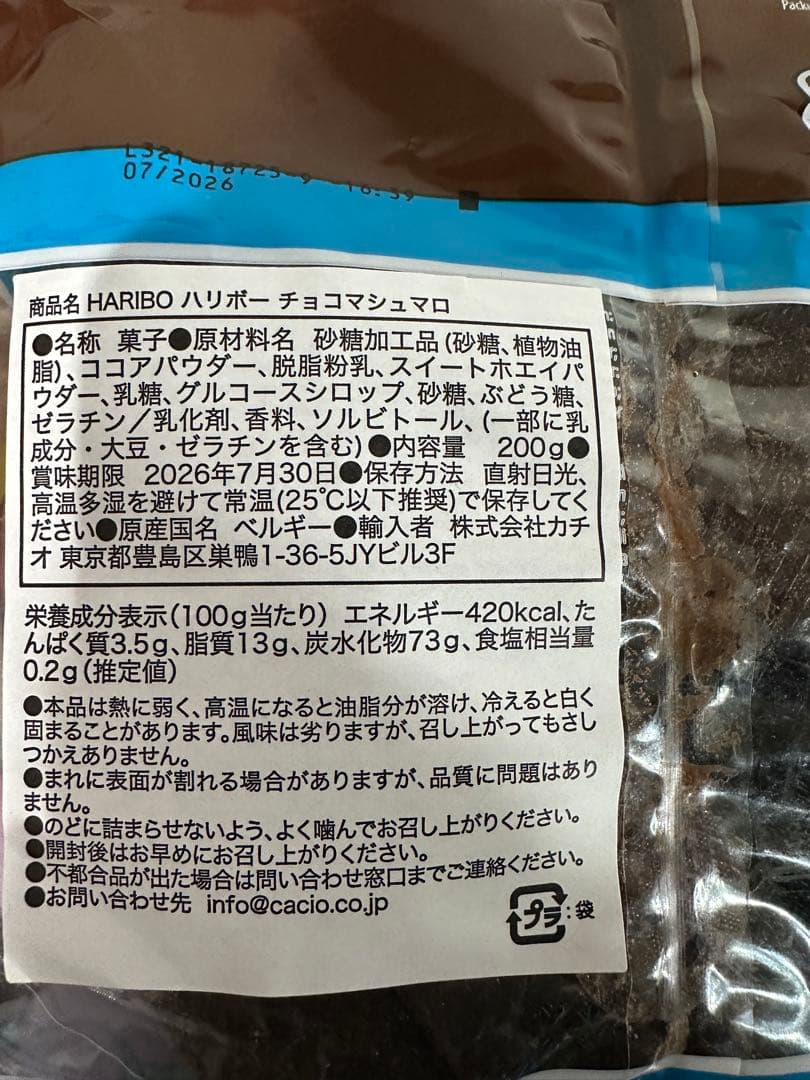 Packi
07/2026
商品名 HARIBO ハリボー チョコマシュマロ
●名称 菓子●原材料名 砂糖加工品(砂糖、植物油
脂)、ココアパウダー、脱脂粉乳、スイートホエイパ
ウダー、乳糖、グルコースシロップ、砂糖、ぶどう糖、
ゼラチン／乳化剤、香料、ソルビトール、(一部に乳
成分・大豆・ゼラチンを含む)●内容量 200g●
賞味期限 2026年7月30日●保存方法 直射日光、
高温多湿を避けて常温(25℃以下推奨)で保存してく
ださい●原産国名 ベルギー●輸入者 株式会社カチ
オ 東京都豊島区巣鴨1-36-5JYビル3F
栄養成分表示(100g当たり) エネルギー420kcal、た
んぱく質3.5g、脂質13g、炭水化物73g、食塩相当量
0.2g(推定値)
●本品は熱に弱く、高温になると油脂分が溶け、冷えると白く
固まることがあります。風味は劣りますが、召し上がってもさし
つかえありません。
●まれに表面が割れる場合がありますが、品質に問題はあり
ません。
●のどに詰まらせないよう、よく噛んでお召し上がりください。
●開封後はお早めにお召し上がりください。
●不都合品が出た場合は問い合わせ窓口までご連絡ください。
●お問い合わせ先 info@cacio.co.jp
プラ:袋